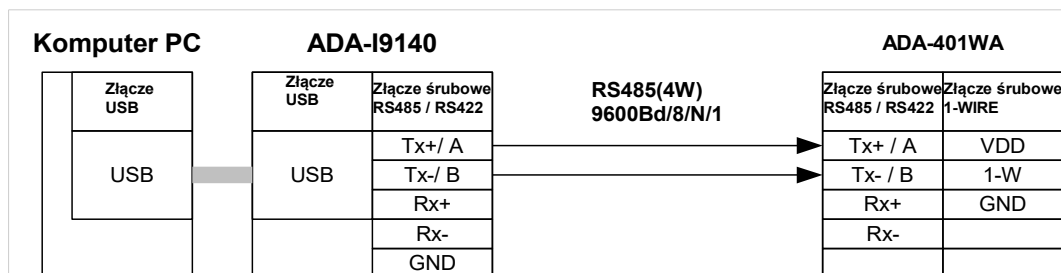 Komputer PC
ADA-I9140
ADA-401WA
Złącze
USB
Złącze
USB
Złącze śrubowe
RS485 / RS422
RS485(4W)
9600Bd/8/N/1
Złącze śrubowe
RS485 / RS422
Złącze śrubowe
1-WIRE
USB
USB
Tx+/ A
Tx-/ B
Rx+
Rx-
GND
Tx+ / A
VDD
Tx- / B
1-W
Rx+
GND
Rx-